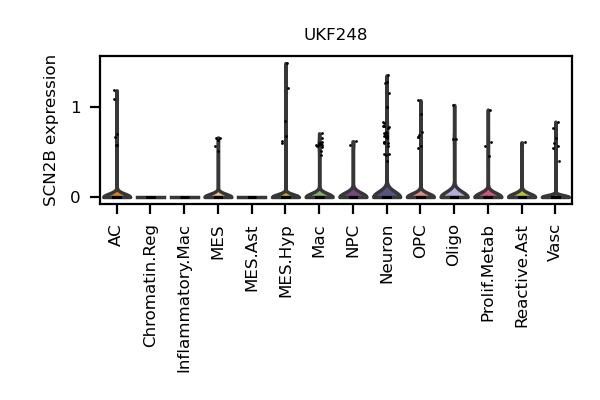 UKF248
SCN2B expression
1
0
AC
Chromatin.Reg
Inflammatory.Mac
MES
MES.Ast
MES.Hyp
Mac
NPC
Neuron
OPC
Oligo
Prolif.Metab
Reactive.Ast
Vasc